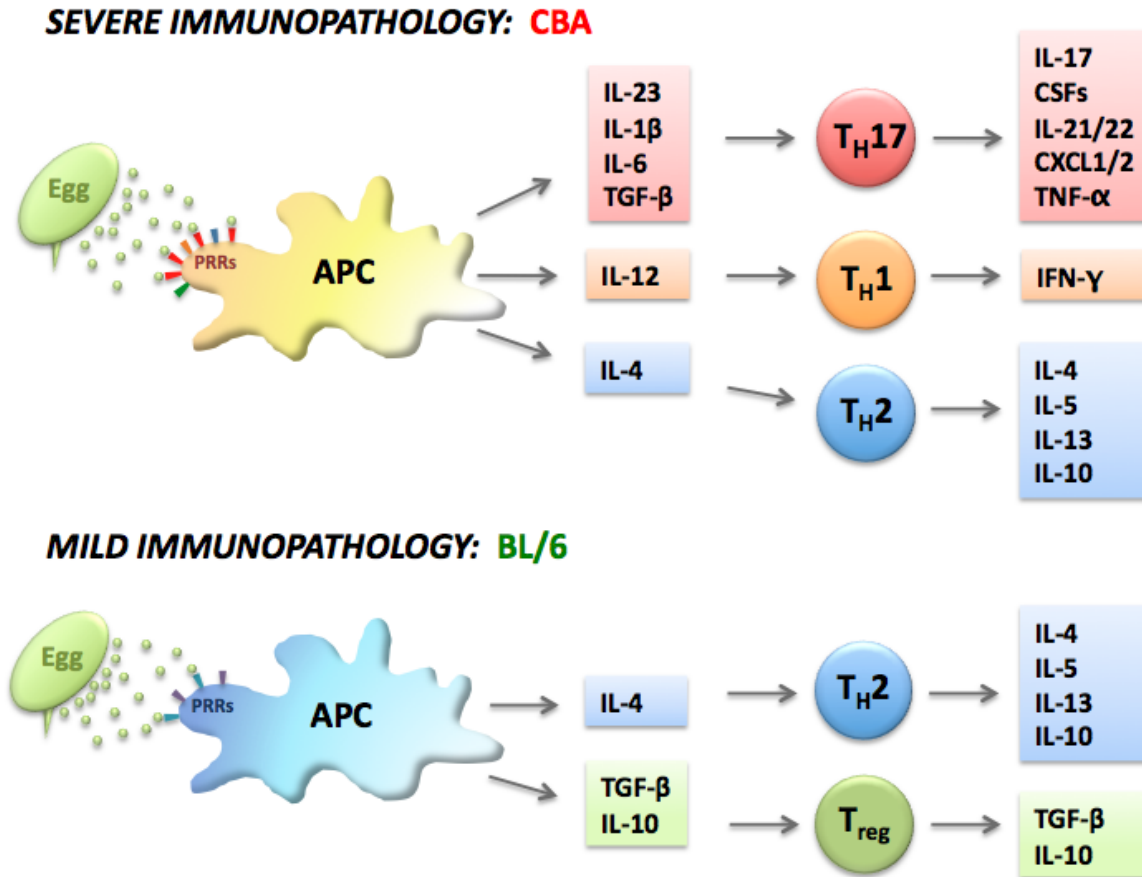 SEVERE IMMUNOPATHOLOGY: CBA
Egg
PRRs
APC
IL-23
IL-1β
IL-6
TGF-β
TH17
IL-17
CSFs
IL-21/22
CXCL1/2
TNF-α
IL-12
TH1
IFN-γ
IL-4
TH2
IL-4
IL-5
IL-13
IL-10
MILD IMMUNOPATHOLOGY: BL/6
Egg
PRRs
APC
IL-4
TH2
IL-4
IL-5
IL-13
IL-10
TGF-β
IL-10
Treg
TGF-β
IL-10